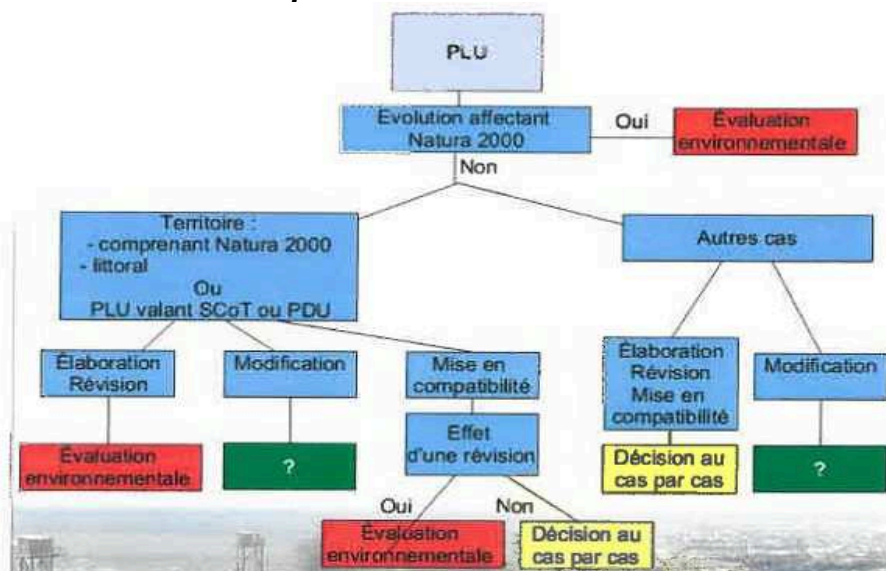 PLU
Evolution affectant
Natura 2000
Oui
Évaluation
environnementale
Non
Territoire :
- comprenant Natura 2000
- littoral
Ou
PLU valant SCoT ou PDU
Autres cas
Élaboration
Révision
Modification
Mise en
compatibilité
Élaboration
Révision
Mise en
compatibilité
Modification
Évaluation
environnementale
?
Effet
d'une révision
Décision au
cas par cas
?
Oui
Non
Évaluation
environnementale
Décision au
cas par cas